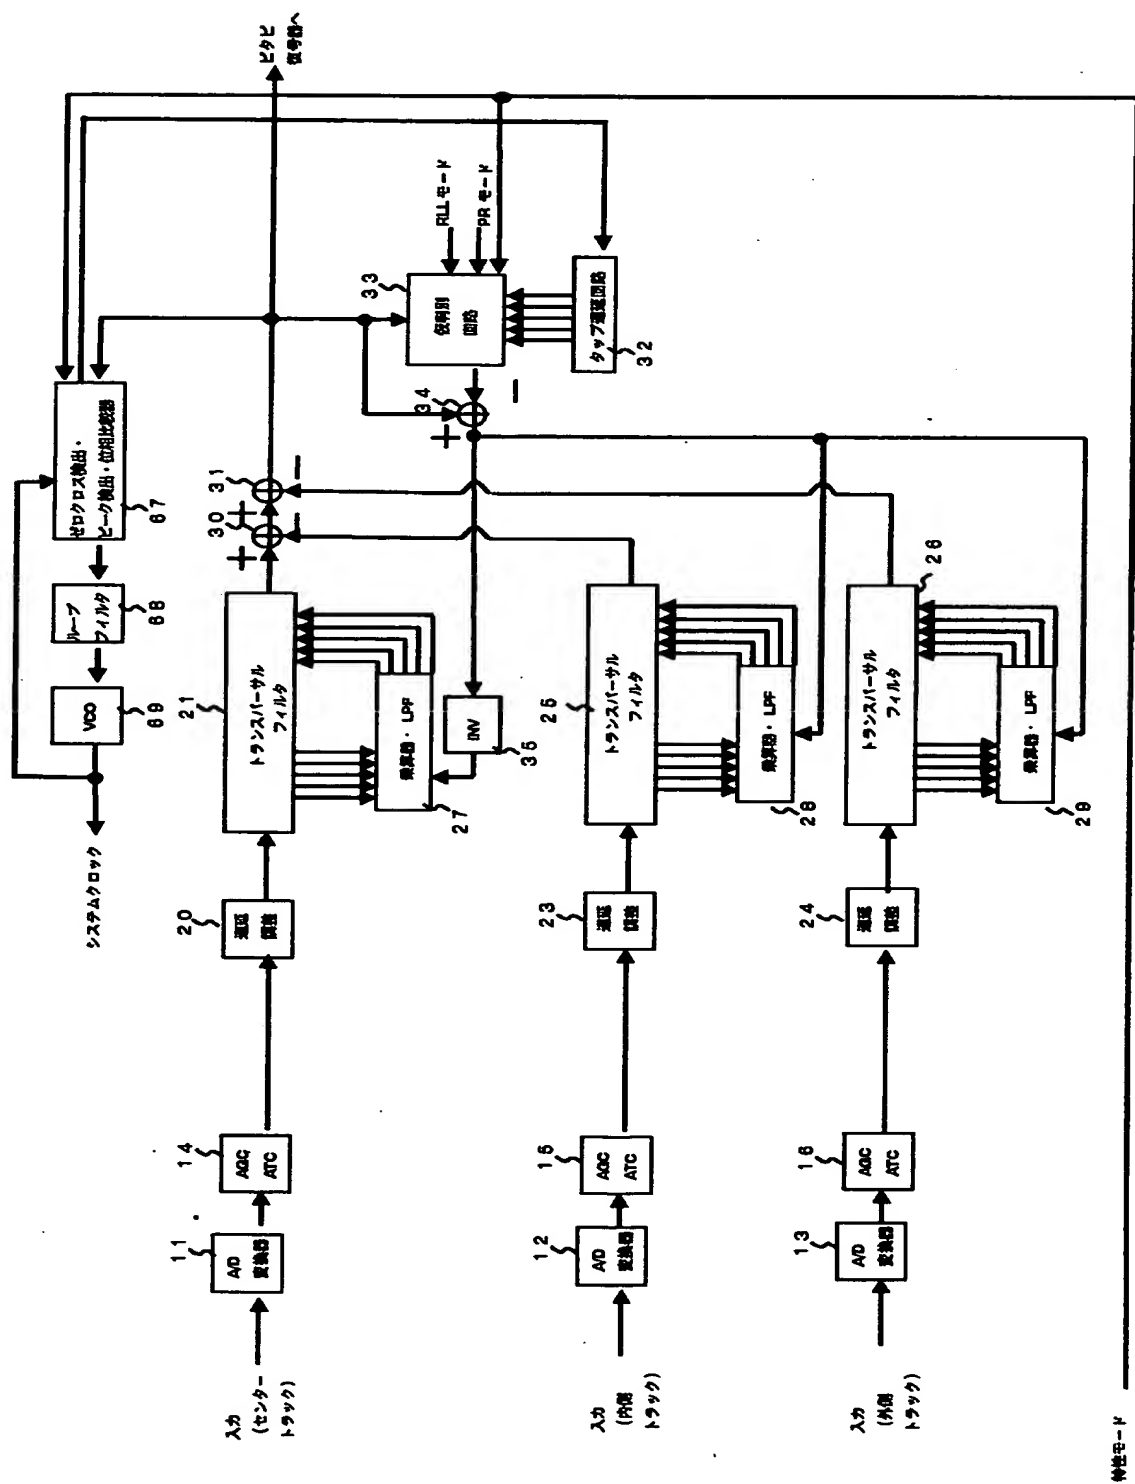 入力
(センター
トラック)
A/D
変換器
11
AGC
ATC
14
遅延
調整
20
トランスバーサル
フィルタ
21
乗算器・LPF
27
INV
35
+
30
-
+
31
-
ビタビ
復号器へ
システムクロック
VCO
69
ループ
フィルタ
68
ゼロクロス検出・
ピーク検出・位相比較器
67
入力
(内側
トラック)
A/D
変換器
12
AGC
ATC
15
遅延
調整
23
トランスバーサル
フィルタ
25
乗算器・LPF
28
+
34
-
仮判別
回路
33
RLLモード
PRモード
タップ遅延回路
32
入力
(外側
トラック)
A/D
変換器
13
AGC
ATC
16
遅延
調整
24
トランスバーサル
フィルタ
26
乗算器・LPF
29
特性モード